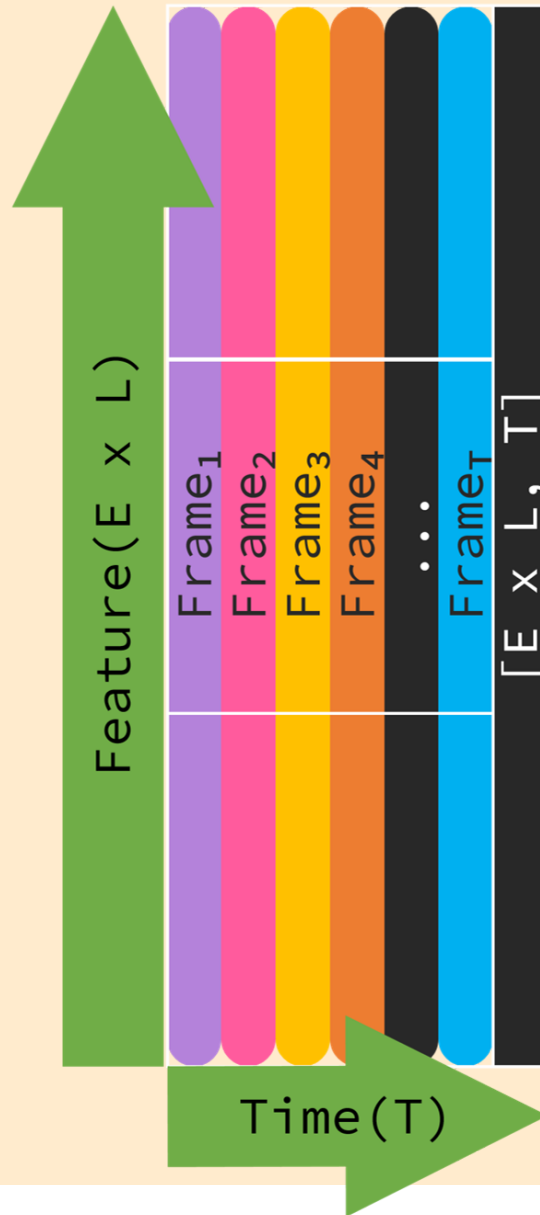 Feature(E x L)
Frame₁
Frame₂
Frame₃
Frame₄
...
Frame_T
[E x L, T]
Time(T)